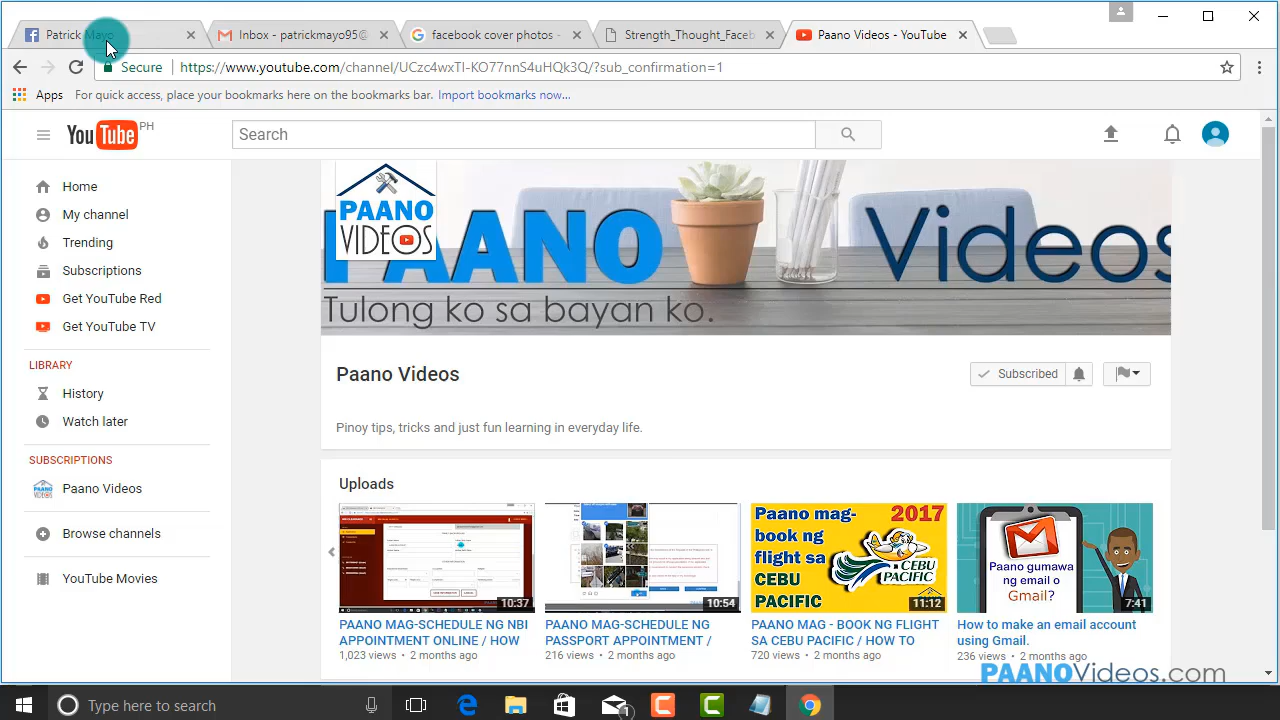 Patrick Mayo
Inbox - patrickmayo95@
facebook cover photos -
Strength_Thought_Faceb
Paano Videos - YouTube
Secure
https://www.youtube.com/channel/UCzc4wxTI-KO77nnS4uHQk3Q/?sub_confirmation=1
Apps
For quick access, place your bookmarks here on the bookmarks bar. Import bookmarks now...
YouTube PH
Search
Home
My channel
Trending
Subscriptions
Get YouTube Red
Get YouTube TV
LIBRARY
History
Watch later
SUBSCRIPTIONS
Paano Videos
Browse channels
YouTube Movies
PAANO
VIDEOS
PAANO Videos
Tulong ko sa bayan ko.
Paano Videos
Subscribed
Pinoy tips, tricks and just fun learning in everyday life.
Uploads
10:37
PAANO MAG-SCHEDULE NG NBI
APPOINTMENT ONLINE / HOW
1,023 views • 2 months ago
10:54
PAANO MAG-SCHEDULE NG
PASSPORT APPOINTMENT /
216 views • 2 months ago
Paano mag- 2017
book ng
flight sa
CEBU
PACIFIC
CEBU
PACIFIC
11:12
PAANO MAG - BOOK NG FLIGHT
SA CEBU PACIFIC / HOW TO
720 views • 2 months ago
Paano gumawa
ng email o
Gmail?
7:41
How to make an email account
using Gmail.
236 views • 2 months ago
PAANOVideos.com
Type here to search
1